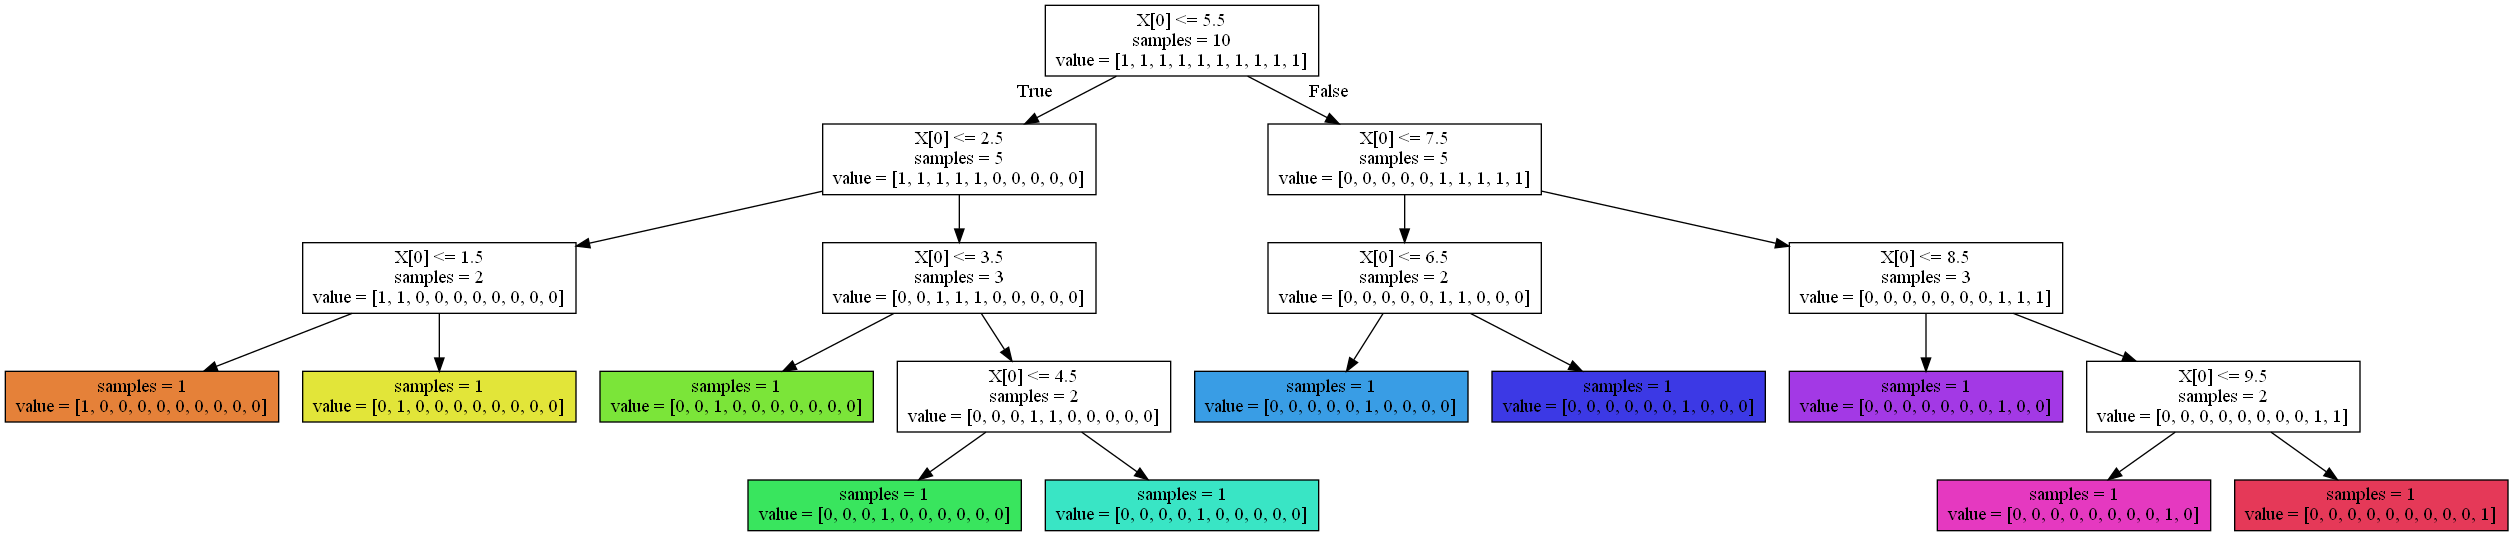 X[0] <= 5.5
samples = 10
value = [1, 1, 1, 1, 1, 1, 1, 1, 1, 1]
True
False
X[0] <= 2.5
samples = 5
value = [1, 1, 1, 1, 1, 0, 0, 0, 0, 0]
X[0] <= 7.5
samples = 5
value = [0, 0, 0, 0, 0, 1, 1, 1, 1, 1]
X[0] <= 1.5
samples = 2
value = [1, 1, 0, 0, 0, 0, 0, 0, 0, 0]
X[0] <= 3.5
samples = 3
value = [0, 0, 1, 1, 1, 0, 0, 0, 0, 0]
X[0] <= 6.5
samples = 2
value = [0, 0, 0, 0, 0, 1, 1, 0, 0, 0]
X[0] <= 8.5
samples = 3
value = [0, 0, 0, 0, 0, 0, 0, 1, 1, 1]
samples = 1
value = [1, 0, 0, 0, 0, 0, 0, 0, 0, 0]
samples = 1
value = [0, 1, 0, 0, 0, 0, 0, 0, 0, 0]
samples = 1
value = [0, 0, 1, 0, 0, 0, 0, 0, 0, 0]
X[0] <= 4.5
samples = 2
value = [0, 0, 0, 1, 1, 0, 0, 0, 0, 0]
samples = 1
value = [0, 0, 0, 0, 0, 1, 0, 0, 0, 0]
samples = 1
value = [0, 0, 0, 0, 0, 0, 1, 0, 0, 0]
samples = 1
value = [0, 0, 0, 0, 0, 0, 0, 1, 0, 0]
X[0] <= 9.5
samples = 2
value = [0, 0, 0, 0, 0, 0, 0, 0, 1, 1]
samples = 1
value = [0, 0, 0, 1, 0, 0, 0, 0, 0, 0]
samples = 1
value = [0, 0, 0, 0, 1, 0, 0, 0, 0, 0]
samples = 1
value = [0, 0, 0, 0, 0, 0, 0, 0, 1, 0]
samples = 1
value = [0, 0, 0, 0, 0, 0, 0, 0, 0, 1]